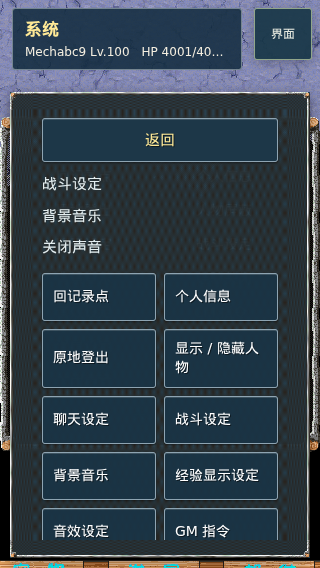 系统
Mechabc9 Lv.100 HP 4001/40...
界面
返回
战斗设定
背景音乐
关闭声音
回记录点
个人信息
原地登出
显示 / 隐藏人
物
聊天设定
战斗设定
背景音乐
经验显示设定
音效设定
GM 指令